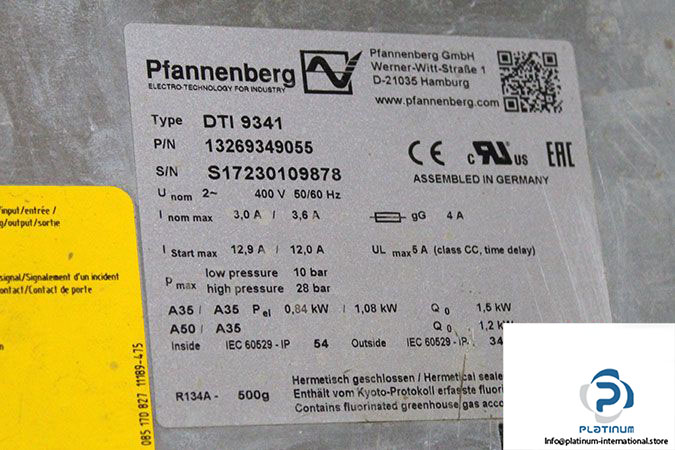 Pfannenberg
ELECTRO-TECHNOLOGY FOR INDUSTRY
Pfannenberg GmbH
Werner-Witt-Straße 1
D-21035 Hamburg
www.pfannenberg.com
Type DTI 9341
P/N 13269349055
S/N S17230109878
CE c RU US EAC
ASSEMBLED IN GERMANY
U nom 2~ 400 V 50/60 Hz
I nom max 3,0 A / 3,6 A gG 4 A
I Start max 12,9 A / 12,0 A UL max 5 A (class CC, time delay)
p max low pressure 10 bar
high pressure 28 bar
A35 / A35 P el 0,84 kW / 1,08 kW Q 0 1,5 kW
A50 / A35 Q 0 1,2 kW
Inside IEC 60529 - IP 54 Outside IEC 60529 - IP 34
R134A - 500g
Hermetisch geschlossen / Hermetical
Enthält vom Kyoto-Protokoll erfasste
Contains fluorinated greenhouse gas
input/entrée /
/output/sortie
signal/Signalement d'un incident
/Contact de porte
085 170 827 11189-475
PLATINUM
Info@platinum-international.store